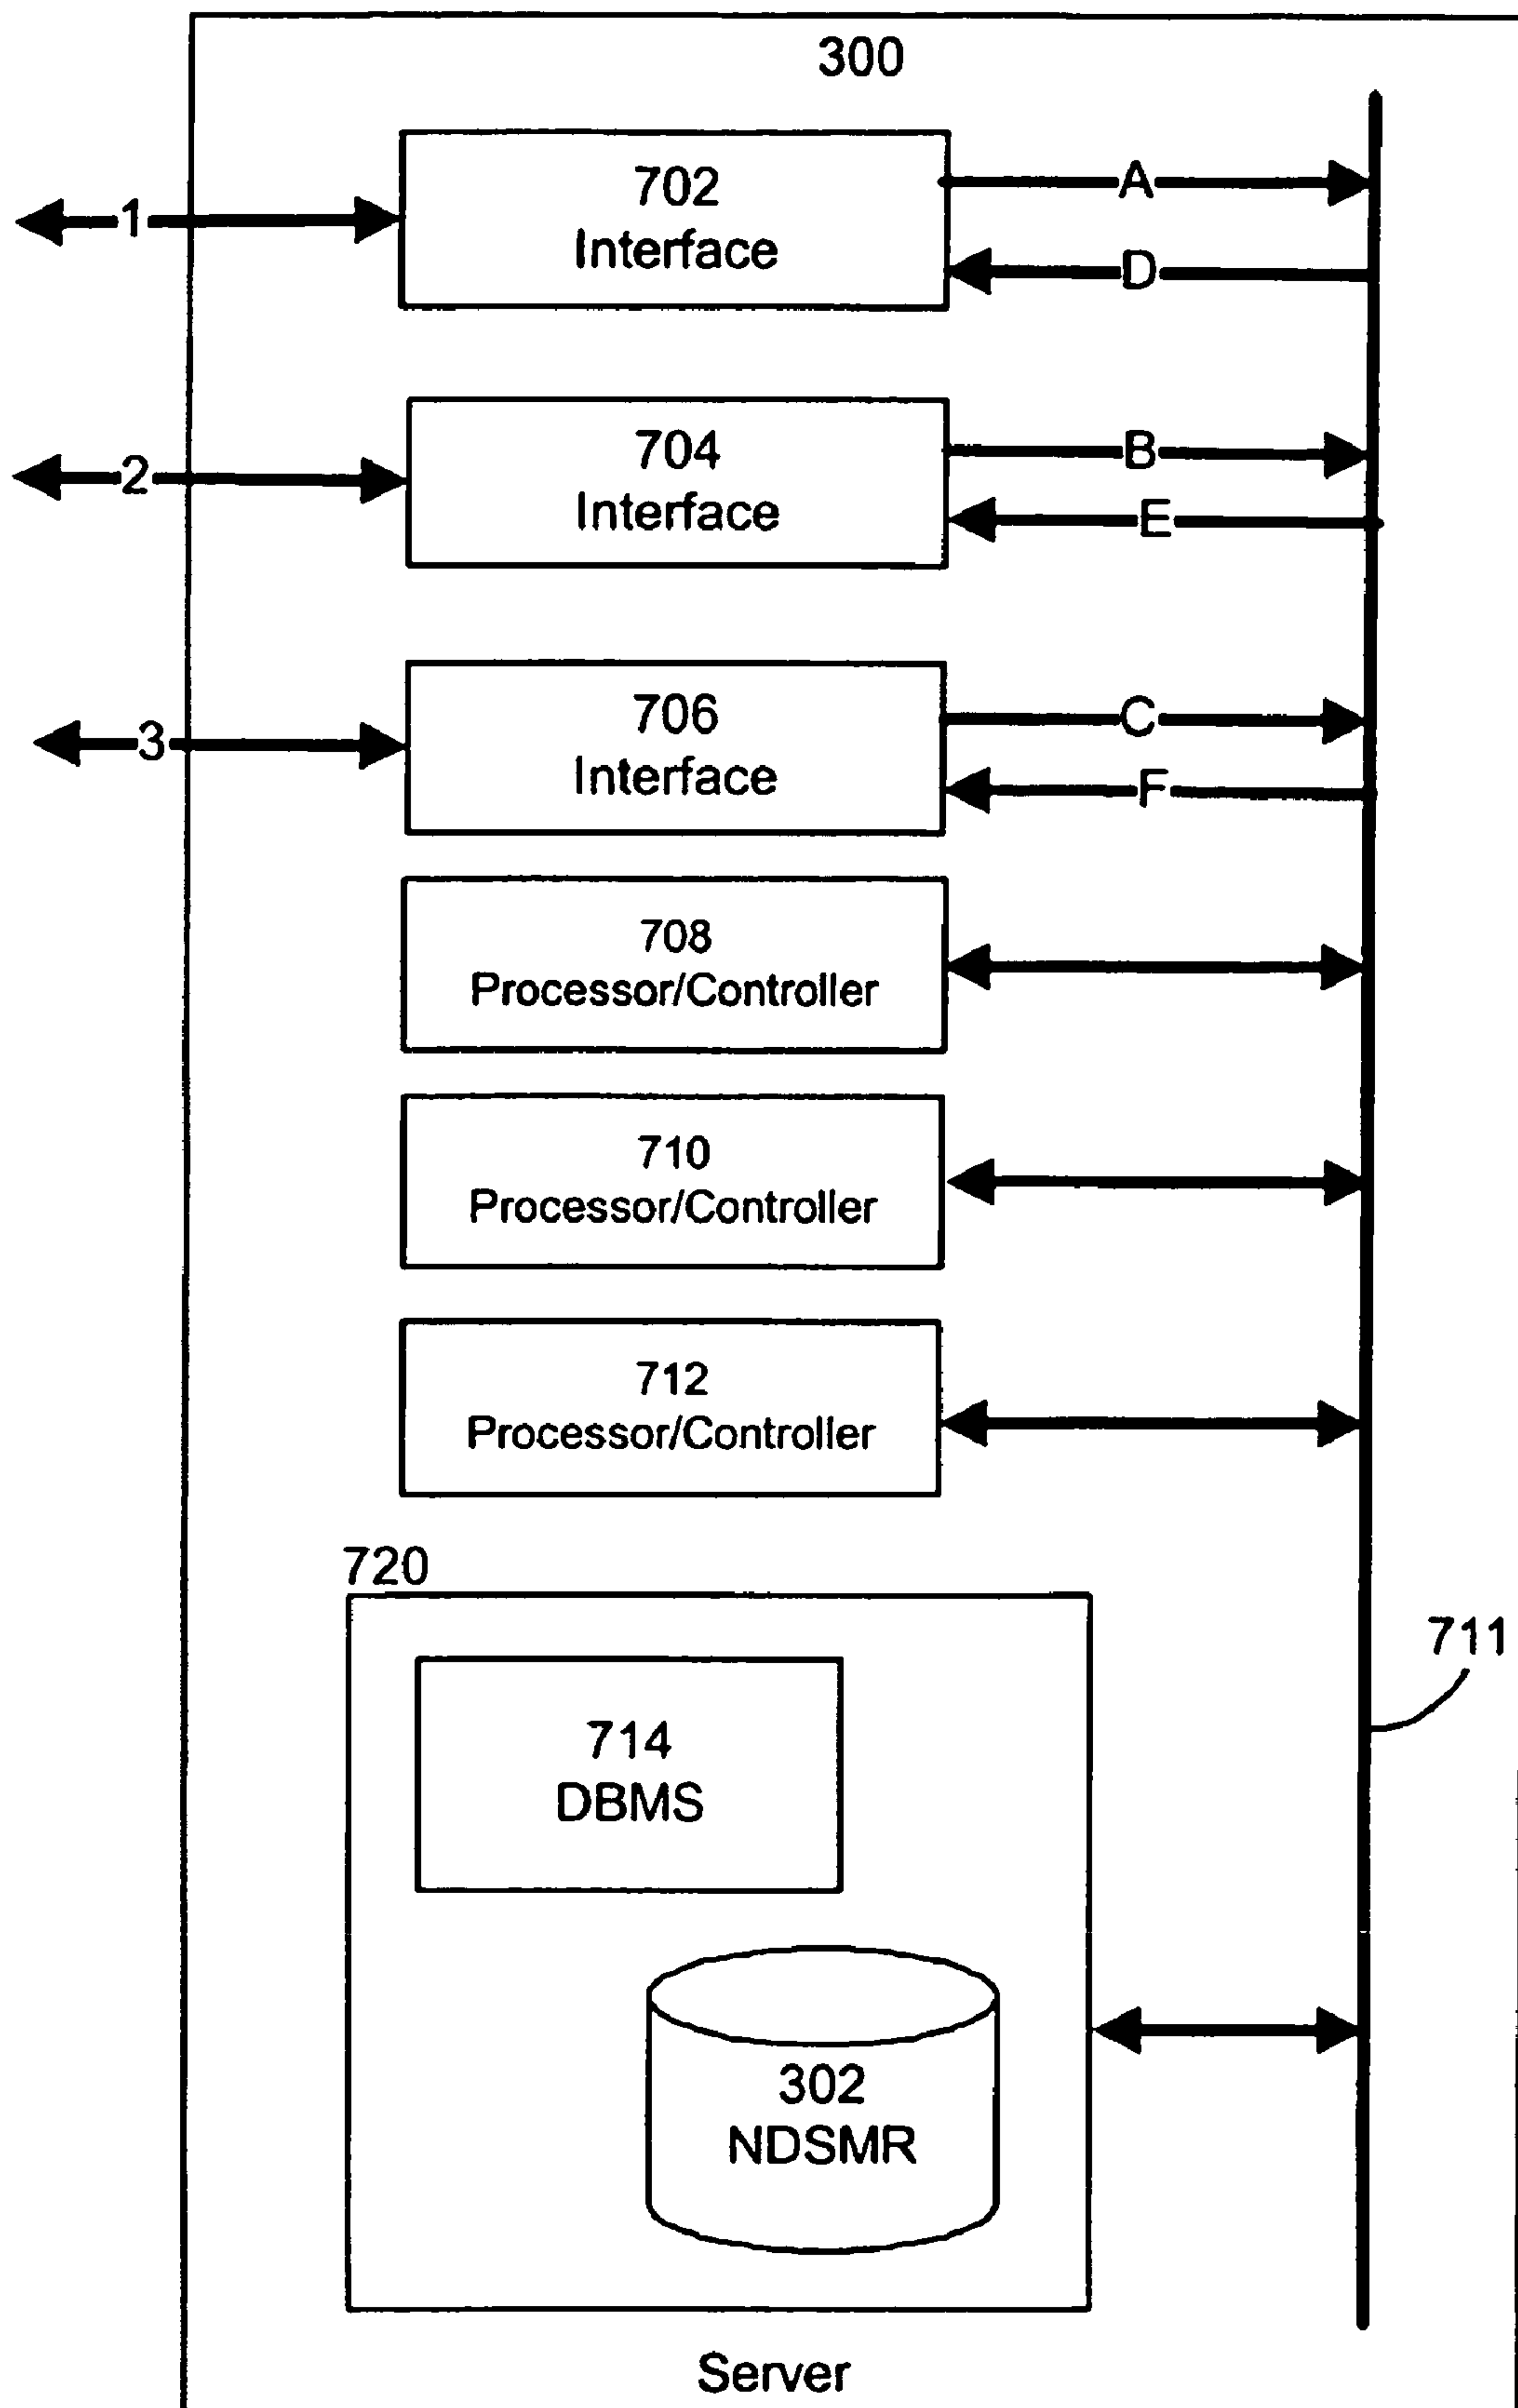 300
702
Interface
1
A
D
704
Interface
2
B
E
706
Interface
3
C
F
708
Processor/Controller
710
Processor/Controller
712
Processor/Controller
720
711
714
DBMS
302
NDSMR
Server